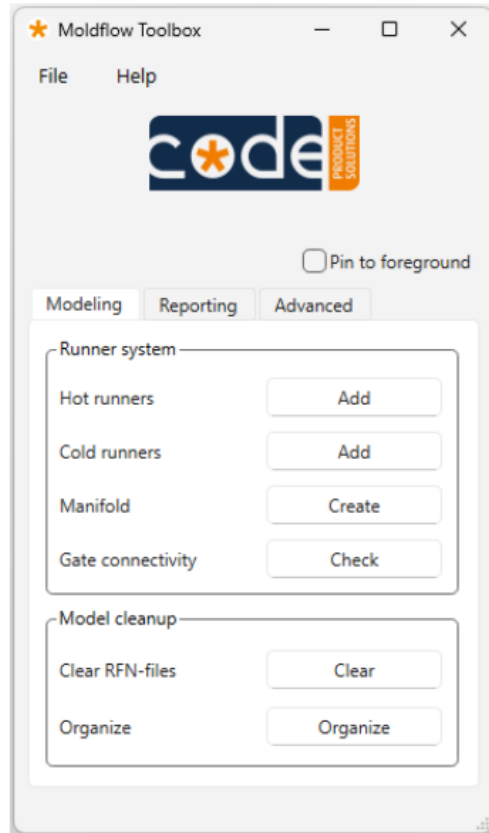 Moldflow Toolbox
File Help
code PRODUCT SOLUTIONS
Pin to foreground
Modeling Reporting Advanced
Runner system
Hot runners Add
Cold runners Add
Manifold Create
Gate connectivity Check
Model cleanup
Clear RFN-files Clear
Organize Organize